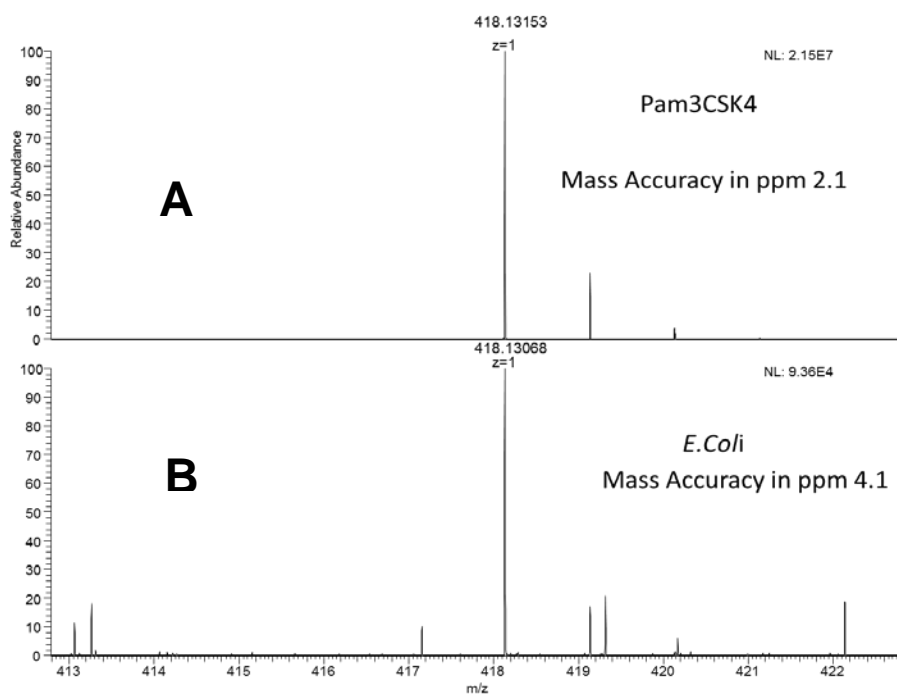 418.13153
z=1
NL: 2.15E7
Pam3CSK4
Mass Accuracy in ppm 2.1
A
Relative Abundance
100
90
80
70
60
50
40
30
20
10
0
418.13068
z=1
NL: 9.36E4
E.Coli
Mass Accuracy in ppm 4.1
B
100
90
80
70
60
50
40
30
20
10
0
413 414 415 416 417 418 419 420 421 422
m/z